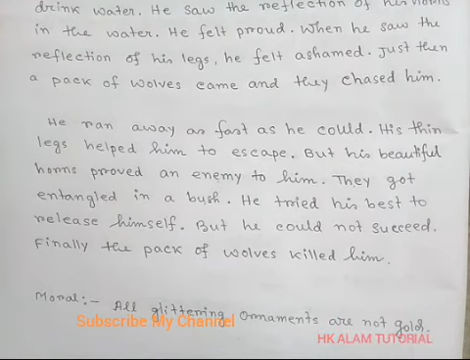 drink water. He saw the reflection of his horns
in the water. He felt proud. When he saw the
reflection of his legs, he felt ashamed. Just then
a pack of wolves came and they chased him.
He ran away as fast as he could. His thin
legs helped him to escape. But his beautiful
horns proved an enemy to him. They got
entangled in a bush. He tried his best to
release himself. But he could not succeed.
Finally the pack of wolves killed him.
Moral:- All glittering ornaments are not gold.
Subscribe My Channel
HK ALAM TUTORIAL